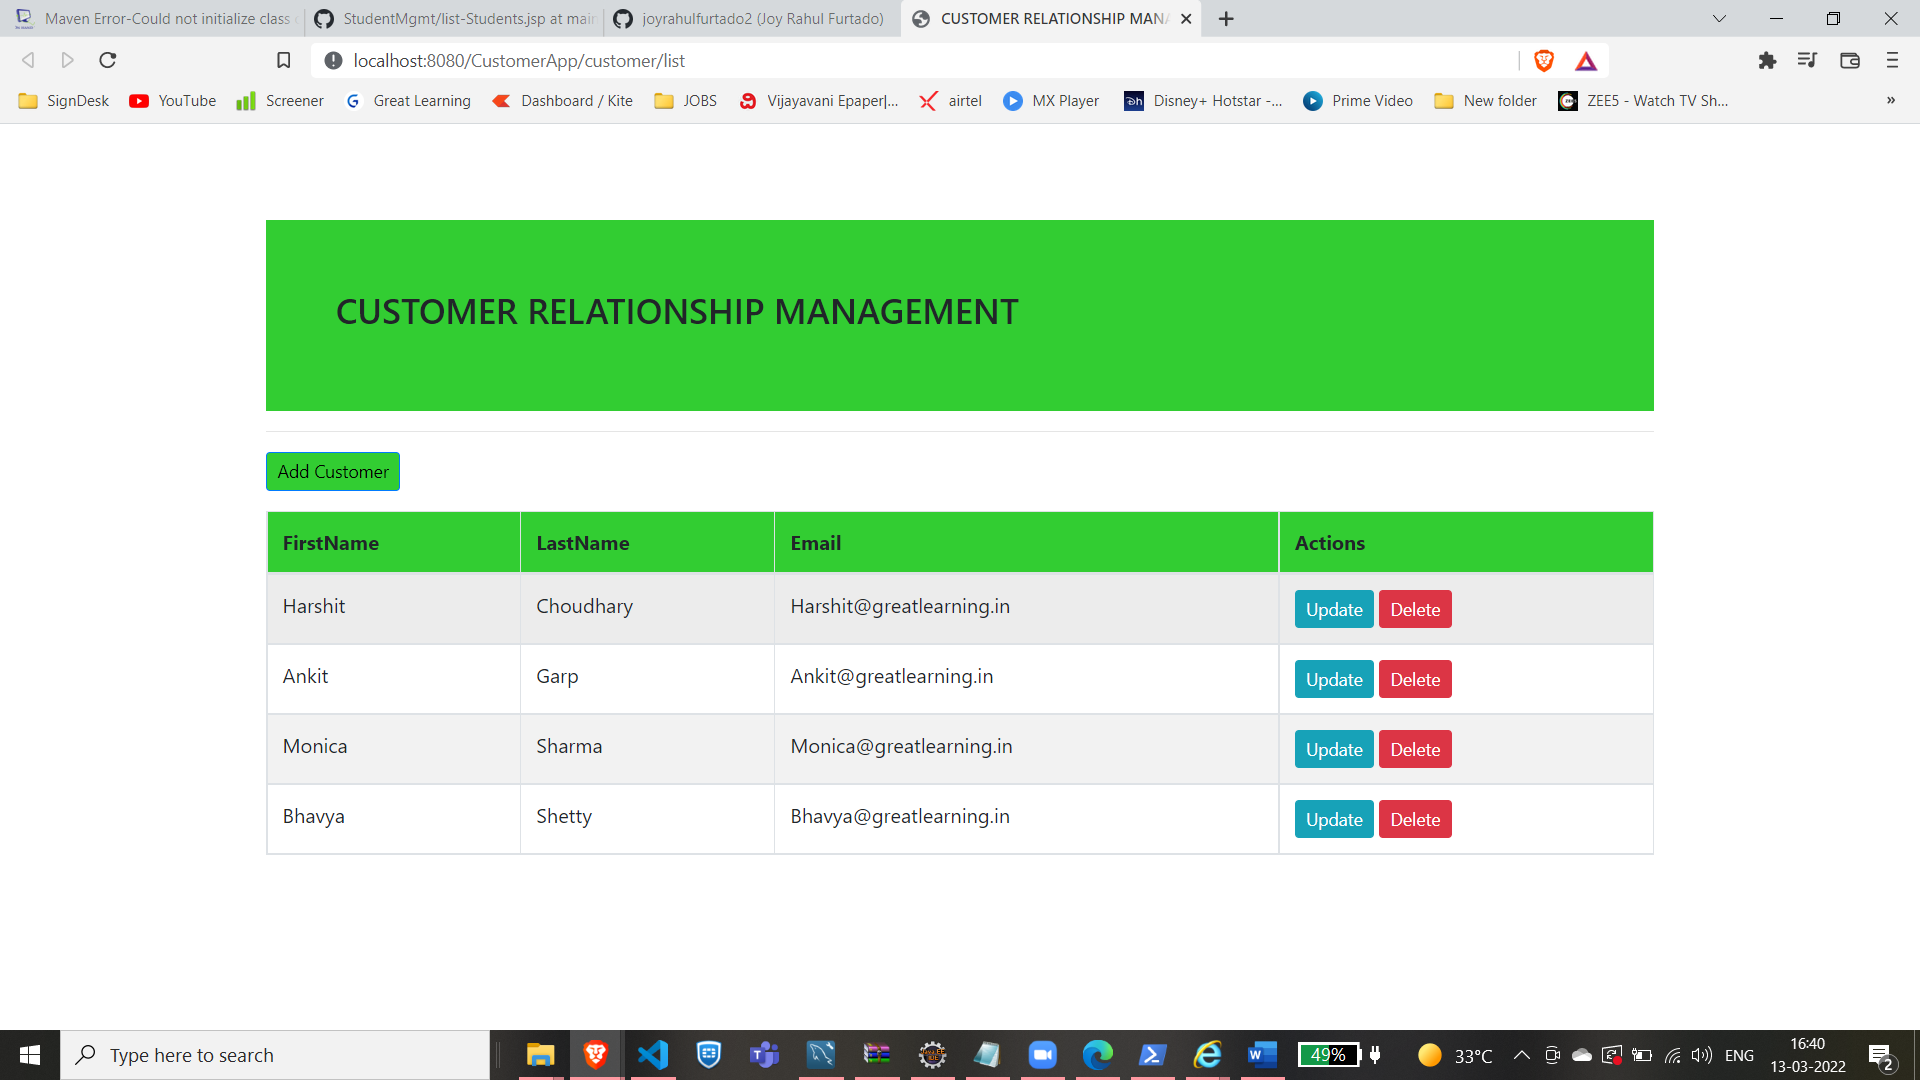 Maven Error-Could not initialize class
StudentMgmt/list-Students.jsp at main
joyrahulfurtado2 (Joy Rahul Furtado)
CUSTOMER RELATIONSHIP MANA
localhost:8080/CustomerApp/customer/list
SignDesk YouTube Screener Great Learning Dashboard / Kite JOBS Vijayavani Epaper|... airtel MX Player Disney+ Hotstar -... Prime Video New folder ZEE5 - Watch TV Sh... »
CUSTOMER RELATIONSHIP MANAGEMENT
Add Customer
FirstName LastName Email Actions
Harshit Choudhary Harshit@greatlearning.in Update Delete
Ankit Garp Ankit@greatlearning.in Update Delete
Monica Sharma Monica@greatlearning.in Update Delete
Bhavya Shetty Bhavya@greatlearning.in Update Delete
Type here to search
49%
33°C
ENG
16:40
13-03-2022
2